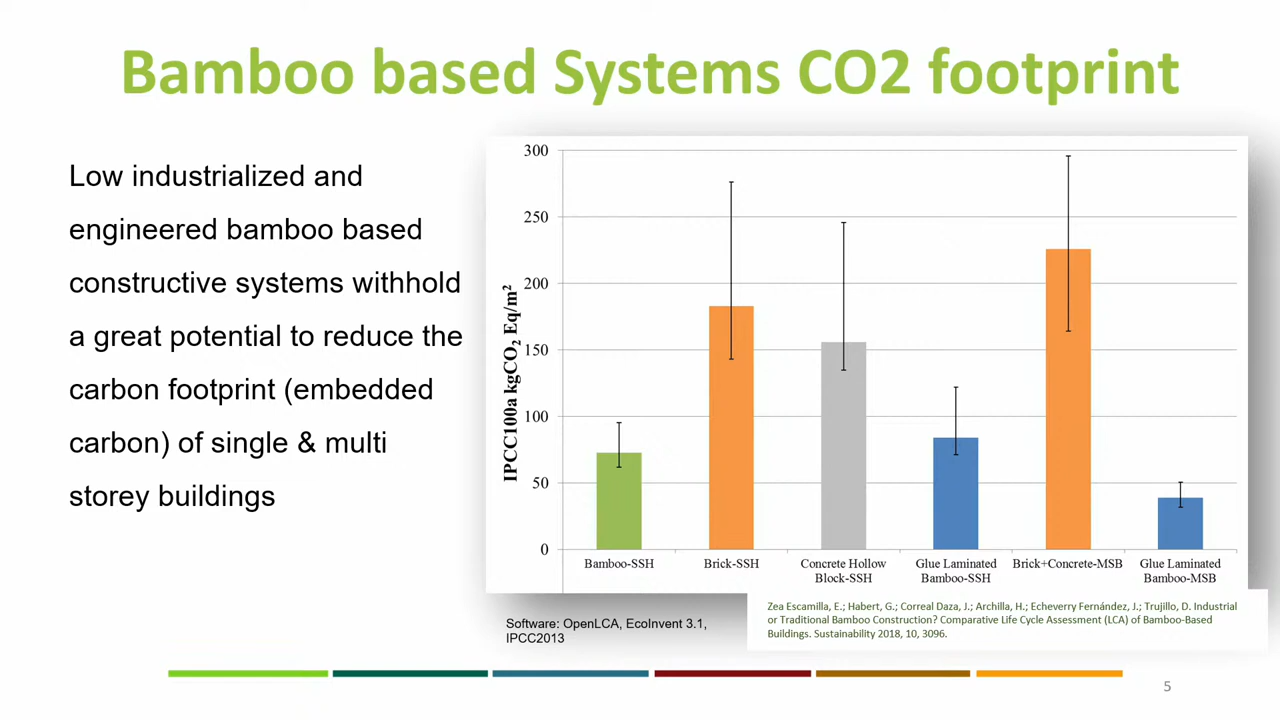 Bamboo based Systems CO2 footprint
Low industrialized and
engineered bamboo based
constructive systems withhold
a great potential to reduce the
carbon footprint (embedded
carbon) of single & multi
storey buildings
IPCC100a kgCO₂ Eq/m²
300
250
200
150
100
50
0
Bamboo-SSH
Brick-SSH
Concrete Hollow
Block-SSH
Glue Laminated
Bamboo-SSH
Brick+Concrete-MSB
Glue Laminated
Bamboo-MSB
Software: OpenLCA, EcoInvent 3.1,
IPCC2013
Zea Escamilla, E.; Habert, G.; Correal Daza, J.; Archilla, H.; Echeverry Fernández, J.; Trujillo, D. Industrial
or Traditional Bamboo Construction? Comparative Life Cycle Assessment (LCA) of Bamboo-Based
Buildings. Sustainability 2018, 10, 3096.
5